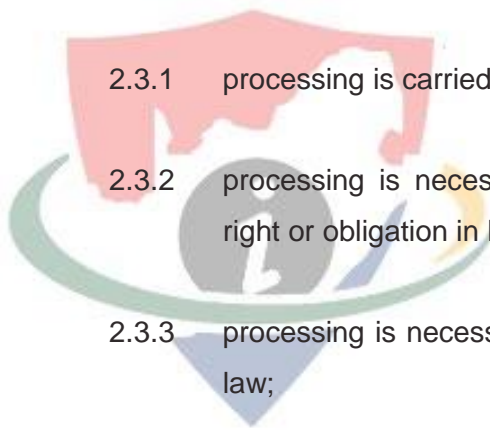 2.3.1 processing is carried
2.3.2 processing is neces
right or obligation in
2.3.3 processing is necess
law;